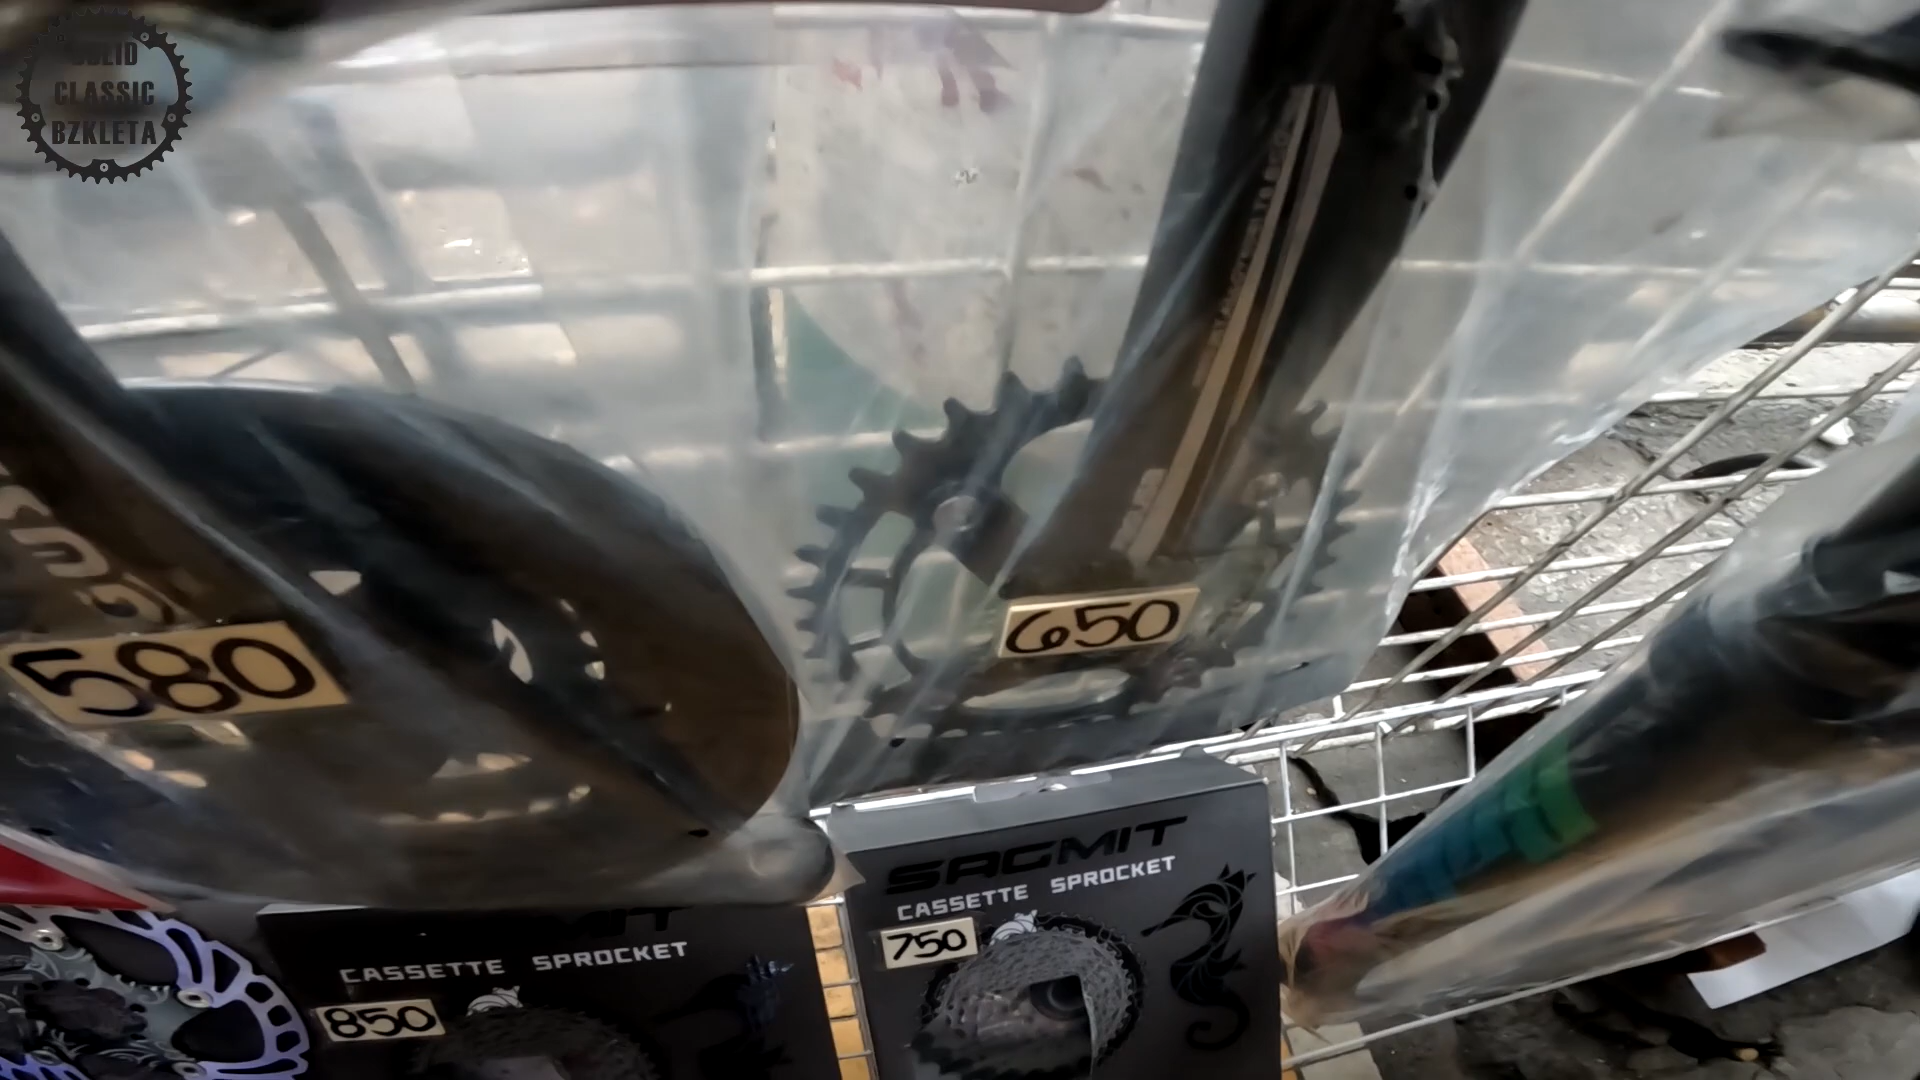 SOLID
CLASSIC
BZKLETA
580
650
SAGMIT
CASSETTE SPROCKET
750
CASSETTE SPROCKET
850